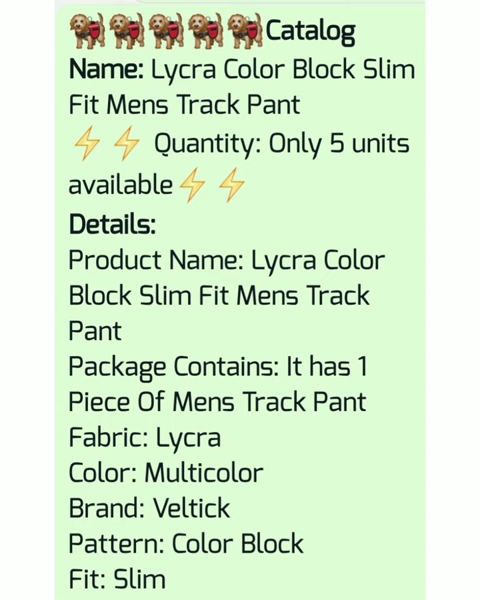 🐕‍🦺🐕‍🦺🐕‍🦺🐕‍🦺🐕‍🦺Catalog
Name: Lycra Color Block Slim
Fit Mens Track Pant
⚡⚡ Quantity: Only 5 units
available⚡⚡
Details:
Product Name: Lycra Color
Block Slim Fit Mens Track
Pant
Package Contains: It has 1
Piece Of Mens Track Pant
Fabric: Lycra
Color: Multicolor
Brand: Veltick
Pattern: Color Block
Fit: Slim